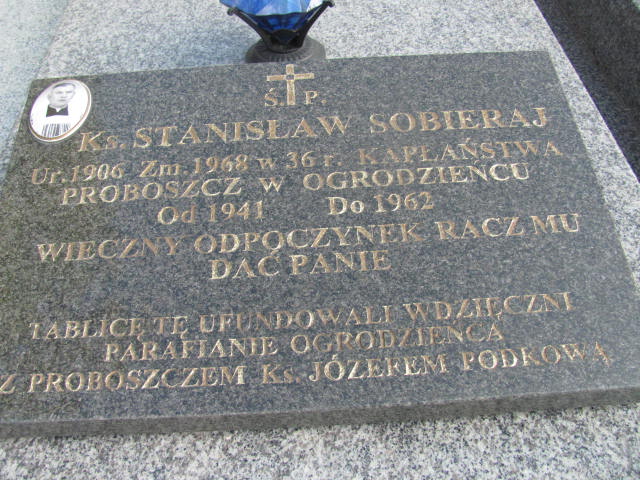 Ś P
Ks. STANISŁAW SOBIERAJ
Ur. 1906 Zm. 1968 w 36 r. KAPŁAŃSTWA
PROBOSZCZ W OGRODZIEŃCU
Od 1941 Do 1962
WIECZNY ODPOCZYNEK RACZ MU
DAĆ PANIE
TABLICE TĘ UFUNDOWALI WDZIĘCZNI
PARAFIANIE OGRODZIEŃCA
Z PROBOSZCZEM Ks. JÓZEFEM PODKOWĄ